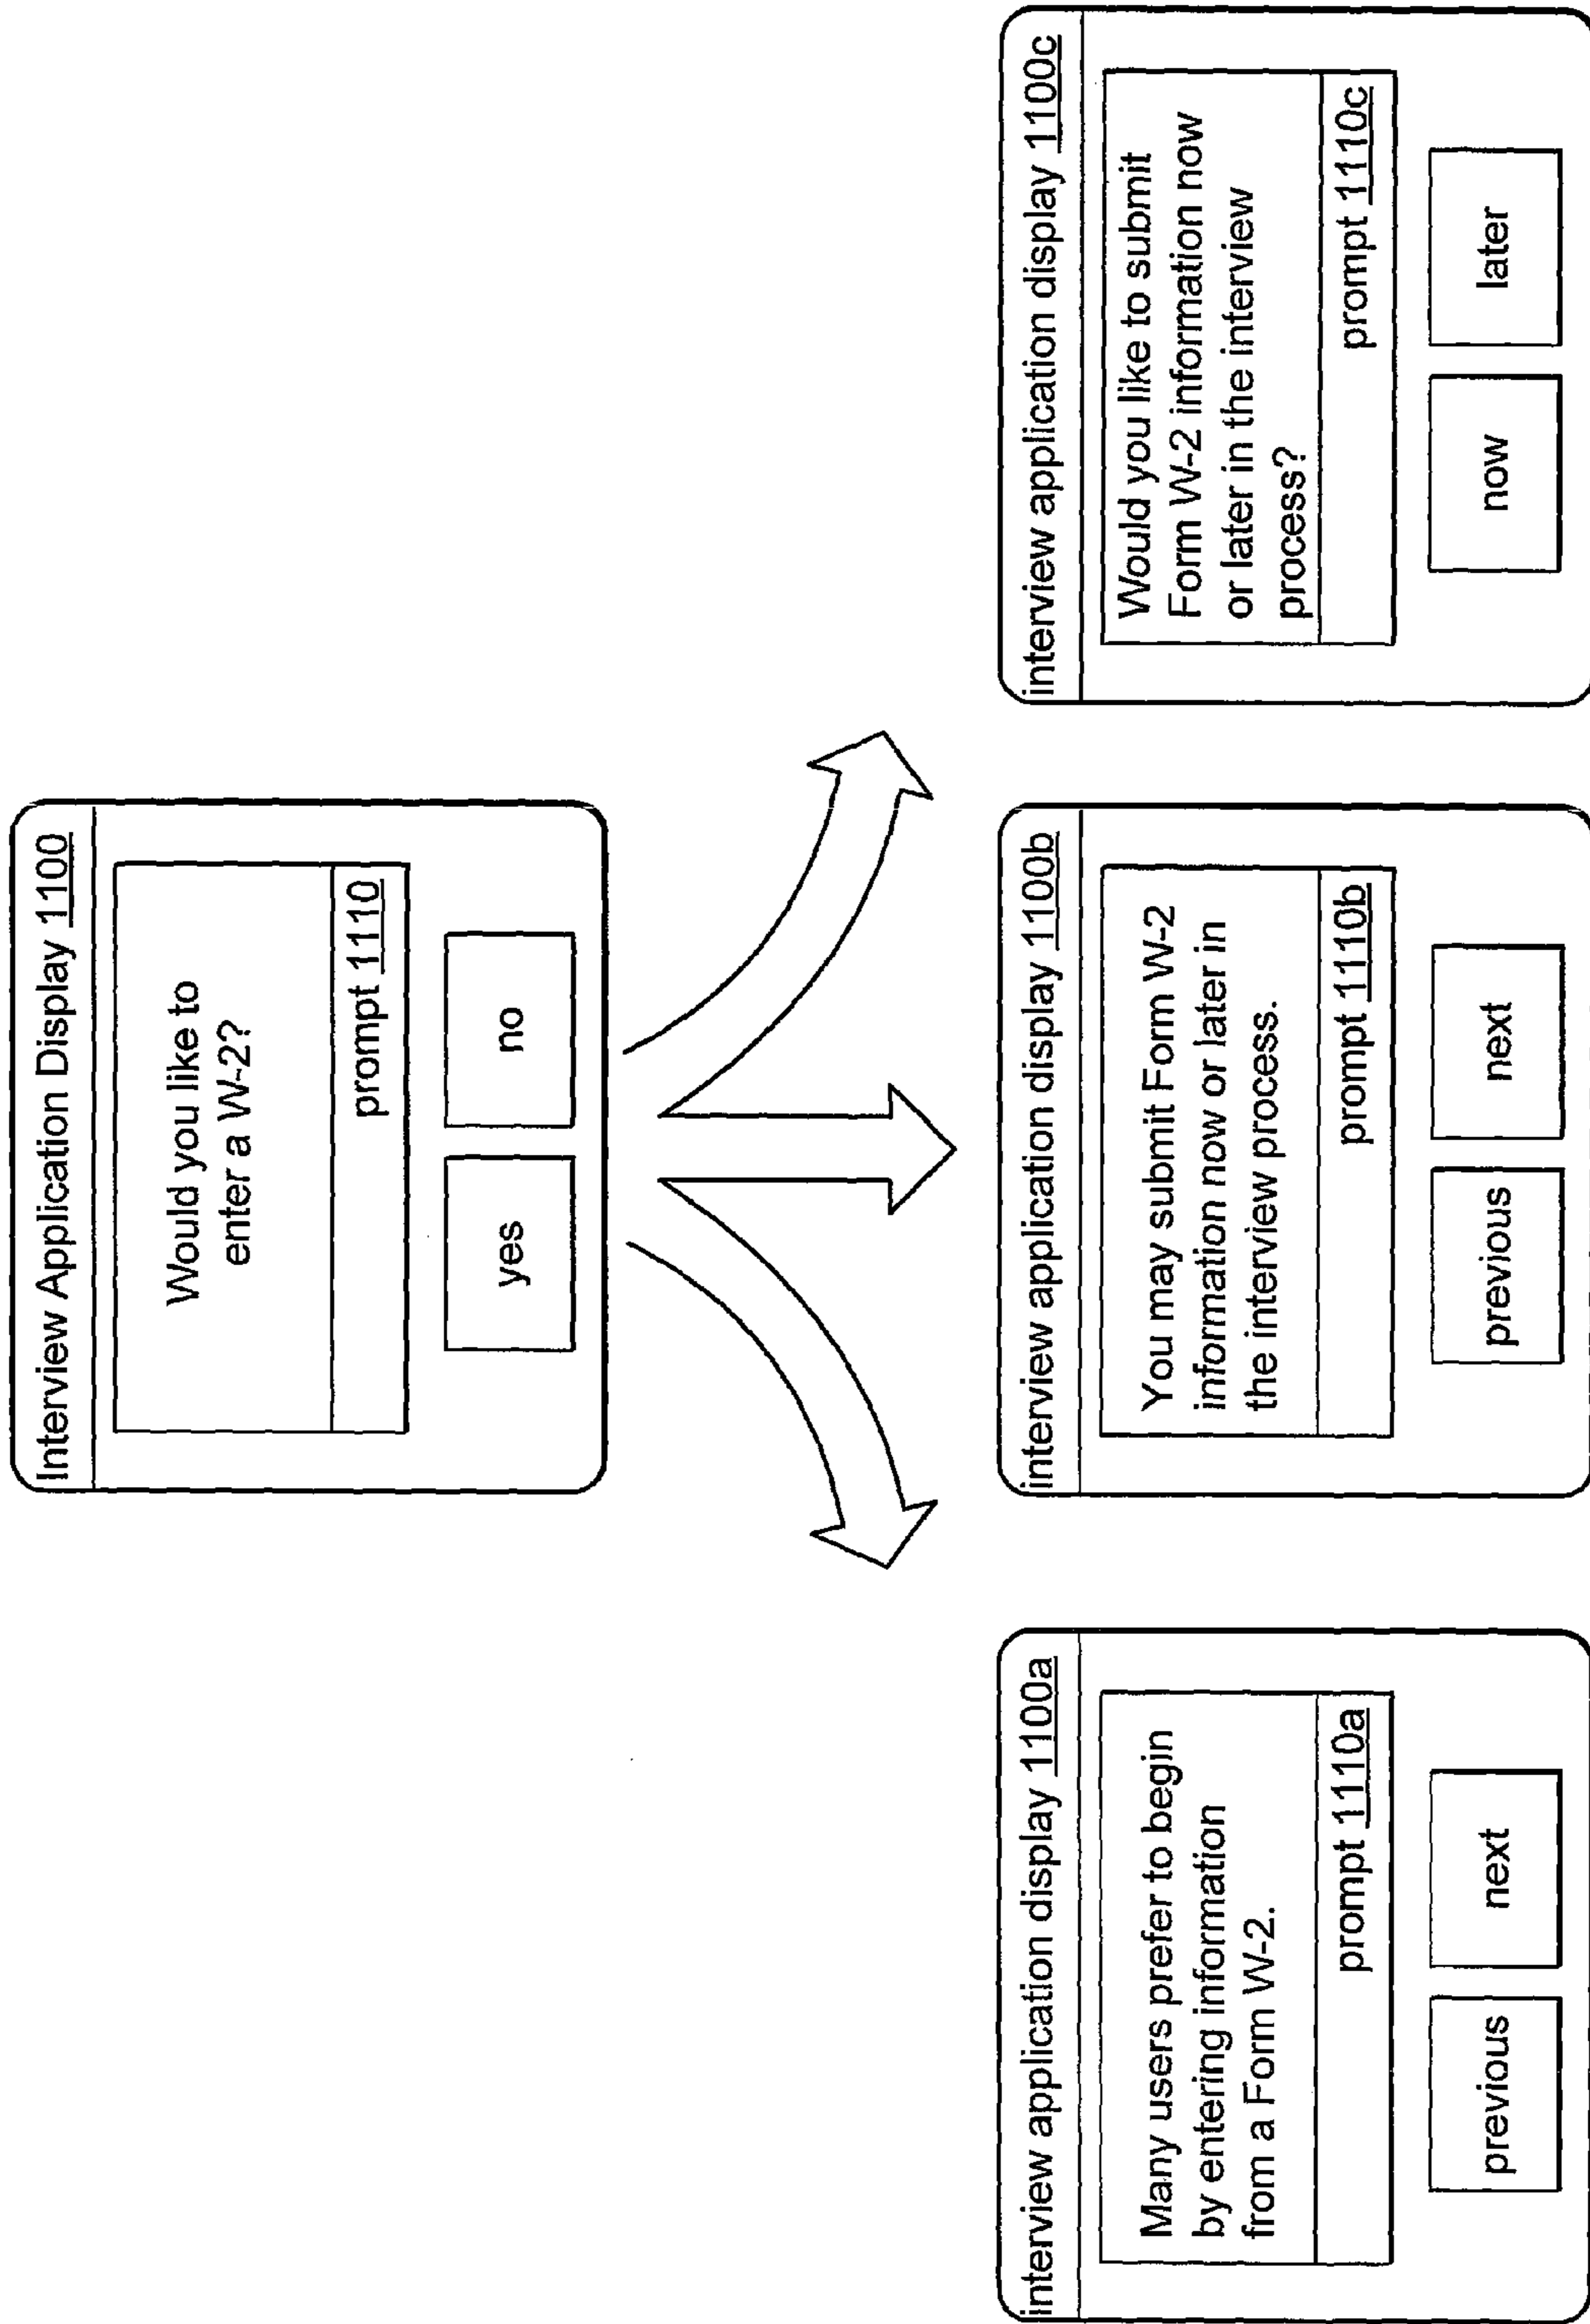 Interview Application Display 1100
Would you like to
enter a W-2?
prompt 1110
yes
no
interview application display 1100a
Many users prefer to begin
by entering information
from a Form W-2.
prompt 1110a
previous
next
interview application display 1100b
You may submit Form W-2
information now or later in
the interview process.
prompt 1110b
previous
next
interview application display 1100c
Would you like to submit
Form W-2 information now
or later in the interview
process?
prompt 1110c
now
later